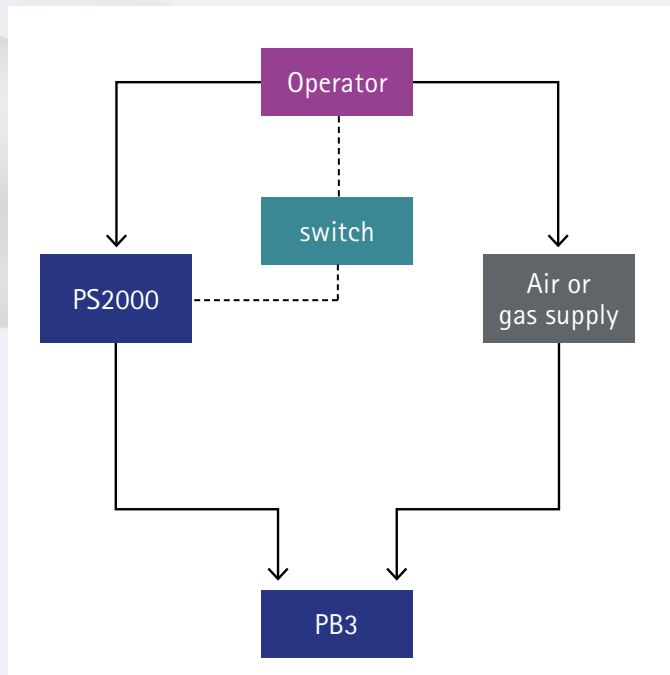 Operator
switch
PS2000
Air or
gas supply
PB3